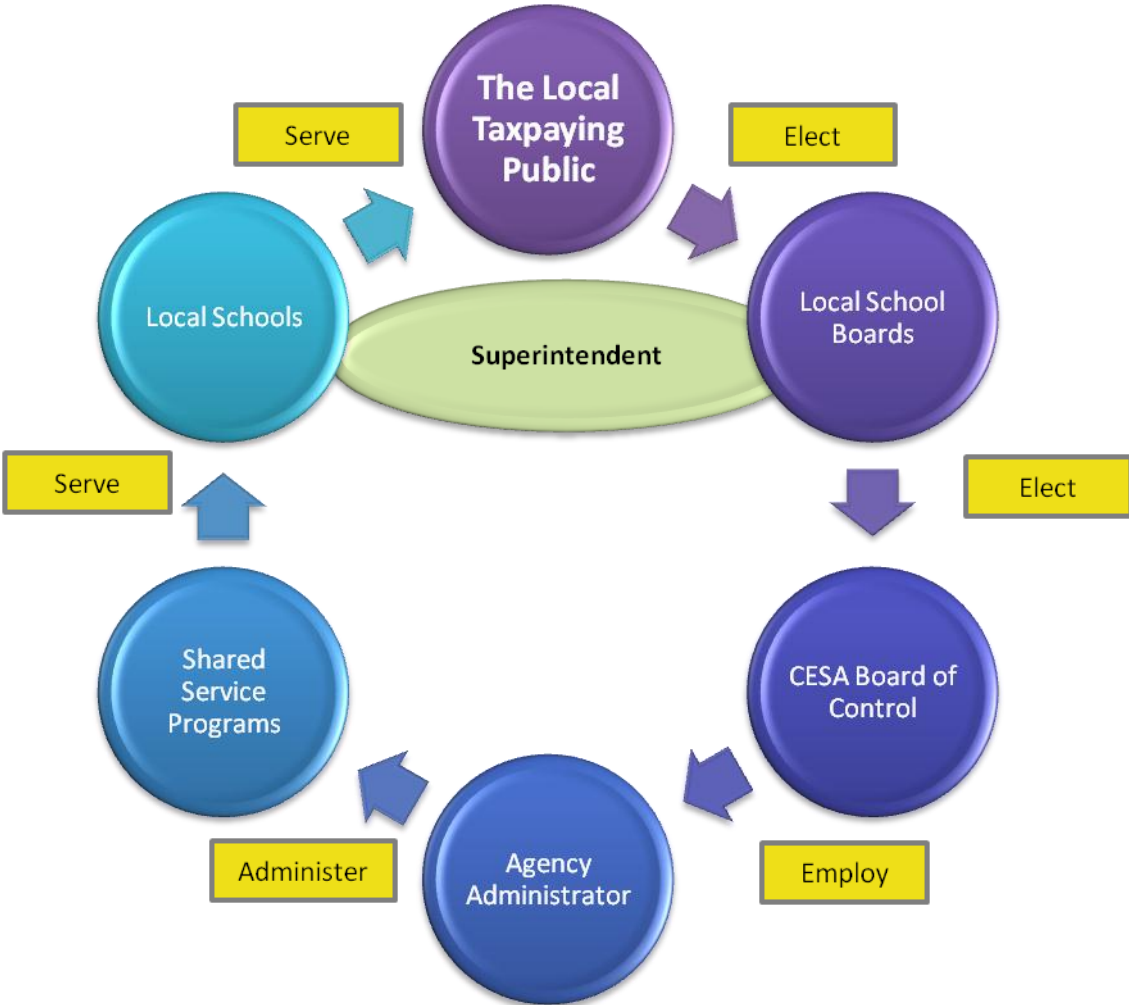 The Local
Taxpaying
Public
Serve
Elect
Local Schools
Superintendent
Local School
Boards
Serve
Elect
Shared
Service
Programs
CESA Board of
Control
Administer
Agency
Administrator
Employ